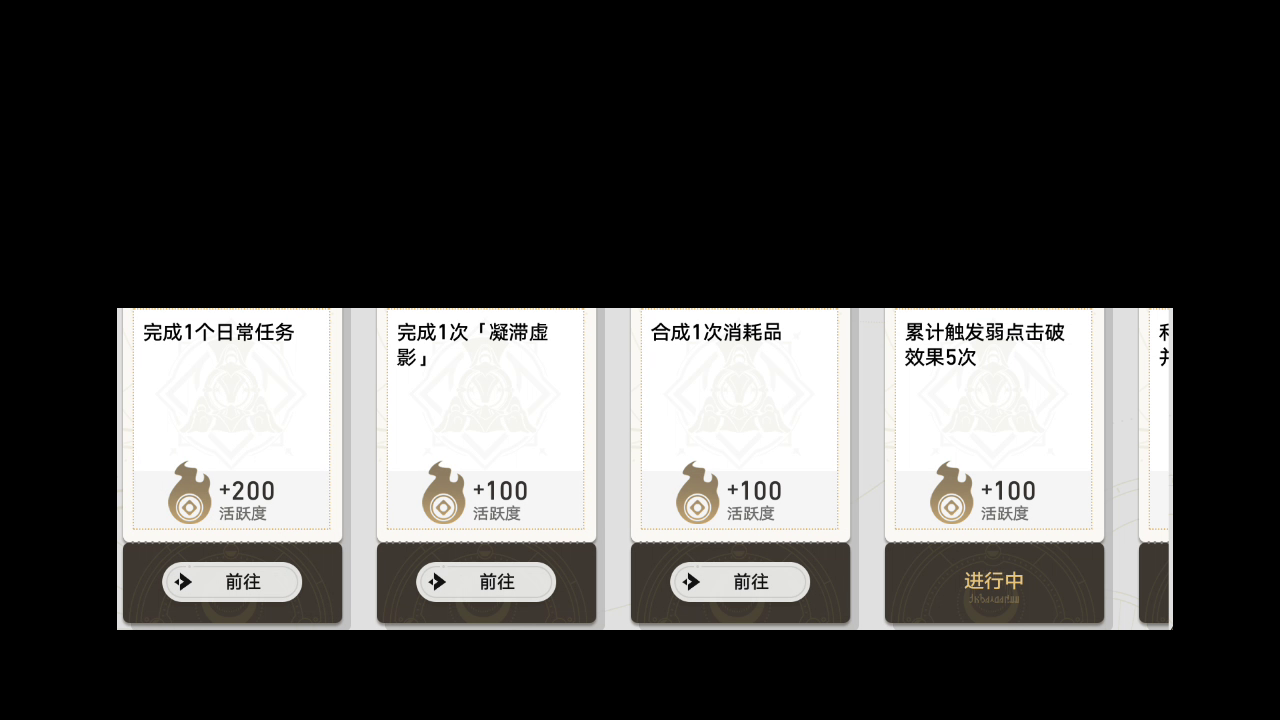 完成1个日常任务
+200
活跃度
前往
完成1次「凝滞虚
影」
+100
活跃度
前往
合成1次消耗品
+100
活跃度
前往
累计触发弱点击破
效果5次
+100
活跃度
进行中